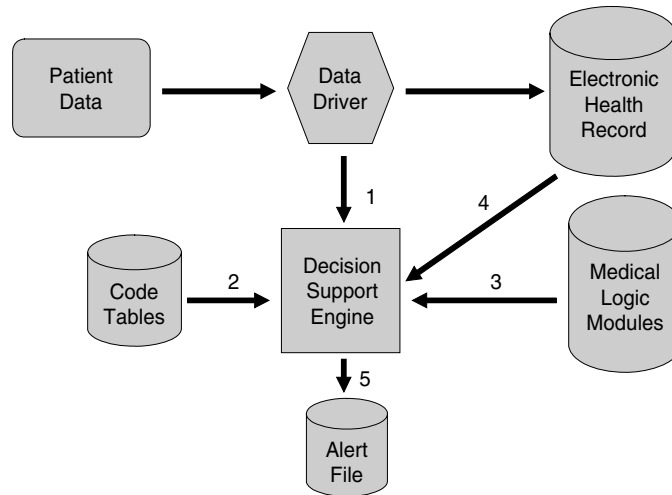 Patient
Data
Data
Driver
Electronic
Health
Record
1
4
Code
Tables
2
Decision
Support
Engine
3
Medical
Logic
Modules
5
Alert
File